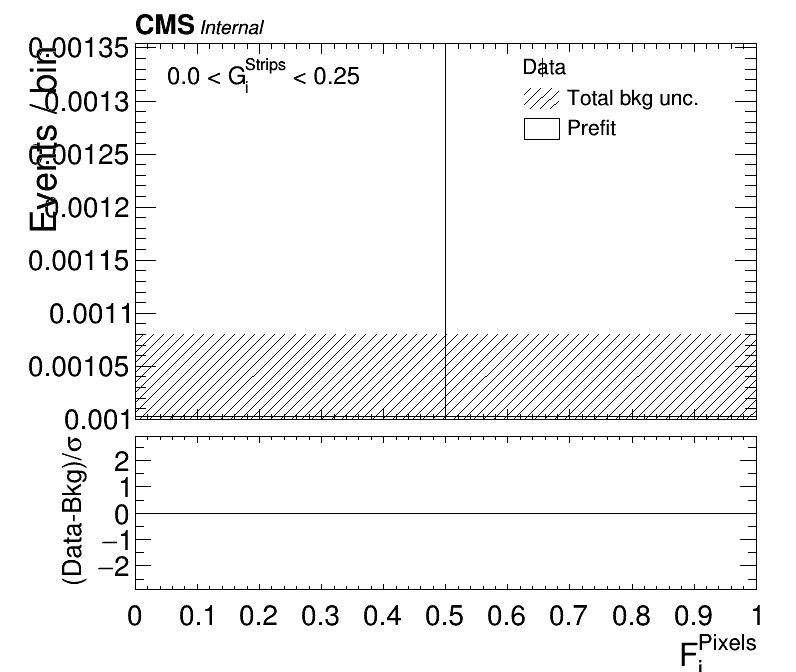 CMS Internal
0.00135
0.0013
0.00125
0.0012
0.00115
0.0011
0.00105
0.001
Events / bin
0.0 < G_i^Strips < 0.25
Data
Total bkg unc.
Prefit
(Data-Bkg)/σ
2
1
0
−1
−2
0 0.1 0.2 0.3 0.4 0.5 0.6 0.7 0.8 0.9 1
F_i^Pixels